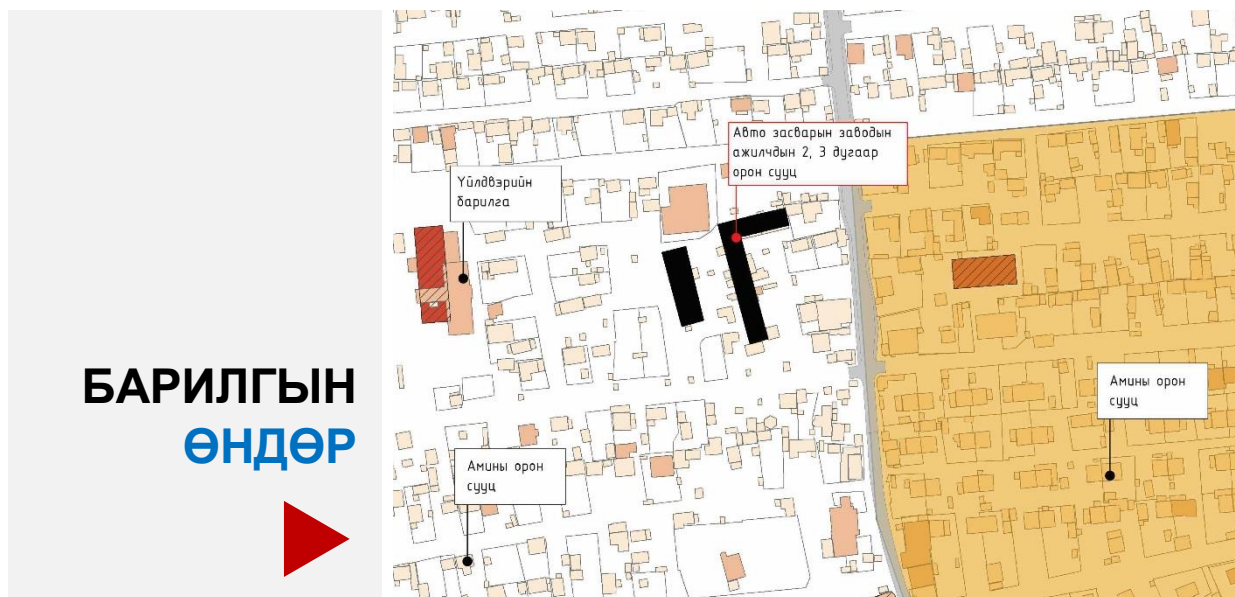 БАРИЛГЫН
ӨНДӨР
Авто засварын заводын
ажилчдын 2, 3 дугаар
орон сууц
Үйлдвэрийн
барилга
Амины орон
сууц
Амины орон
сууц